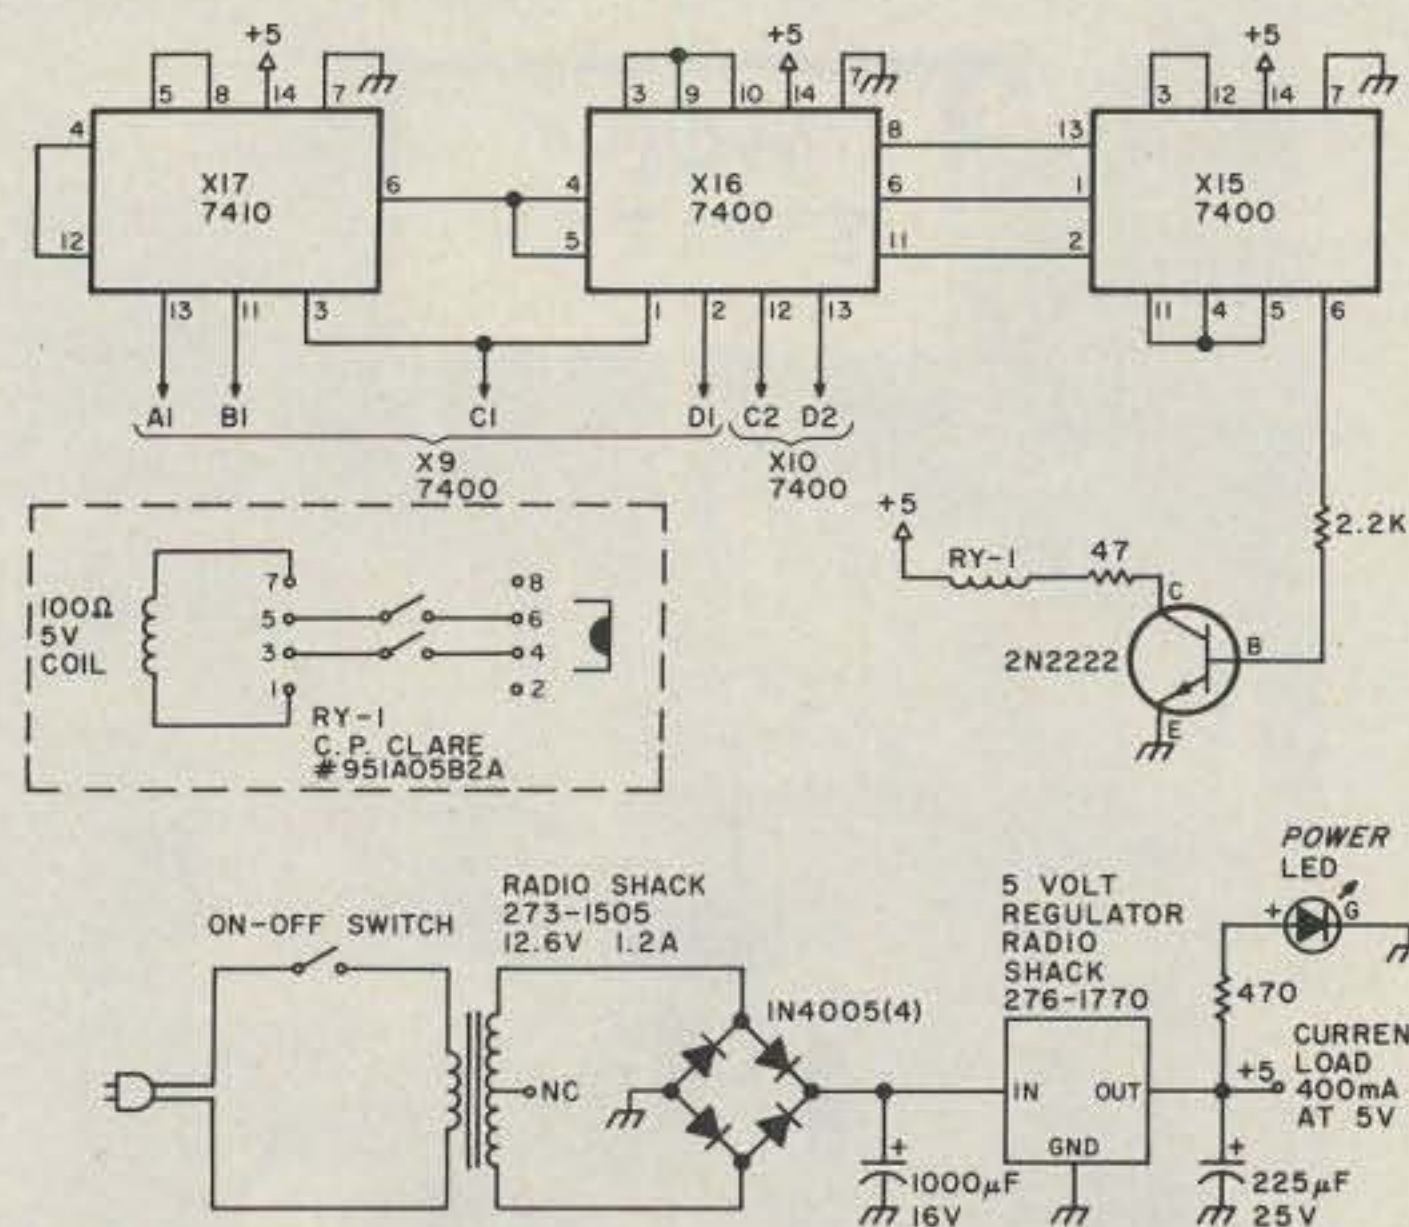 +5 +5 +5
5 8 14 7 3 9 10 14 7 3 12 14 7
4 8 13
X17 X16 X15
7410 6 4 7400 6 1 7400
12 5 11 2
13 11 3 1 2 12 13 11 4 5 6
A1 B1 C1 D1 C2 D2
X9 X10
7400 7400
+5
2.2K
RY-1 47
C
2N2222 B
E
7 8
100Ω 5 6
5V 3 4
COIL 1 2
RY-1
C.P. CLARE
#951A05B2A
POWER
LED
+ G
ON-OFF SWITCH
RADIO SHACK
273-1505
12.6V 1.2A
5 VOLT
REGULATOR
RADIO
SHACK
276-1770
470
1N4005(4)
CURREN
LOAD
400mA
AT 5V
+5
NC
IN OUT
GND
+
1000μF
16V
+
225μF
25V